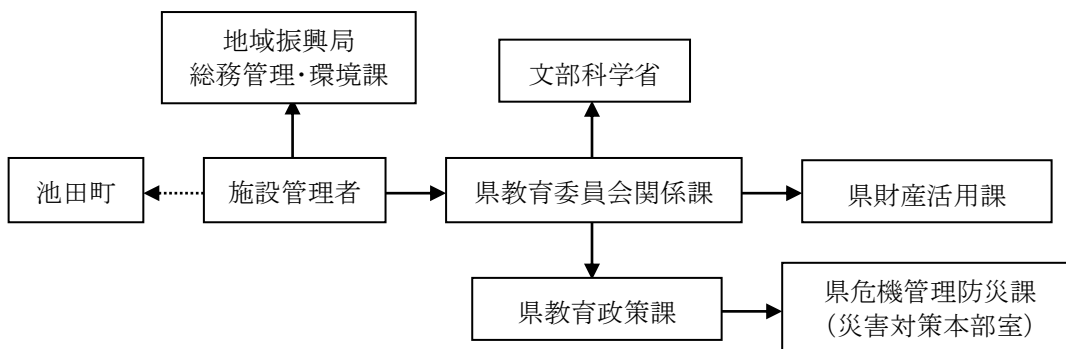 地域振興局
総務管理・環境課
文部科学省
池田町
施設管理者
県教育委員会関係課
県財産活用課
県教育政策課
県危機管理防災課
（災害対策本部室）